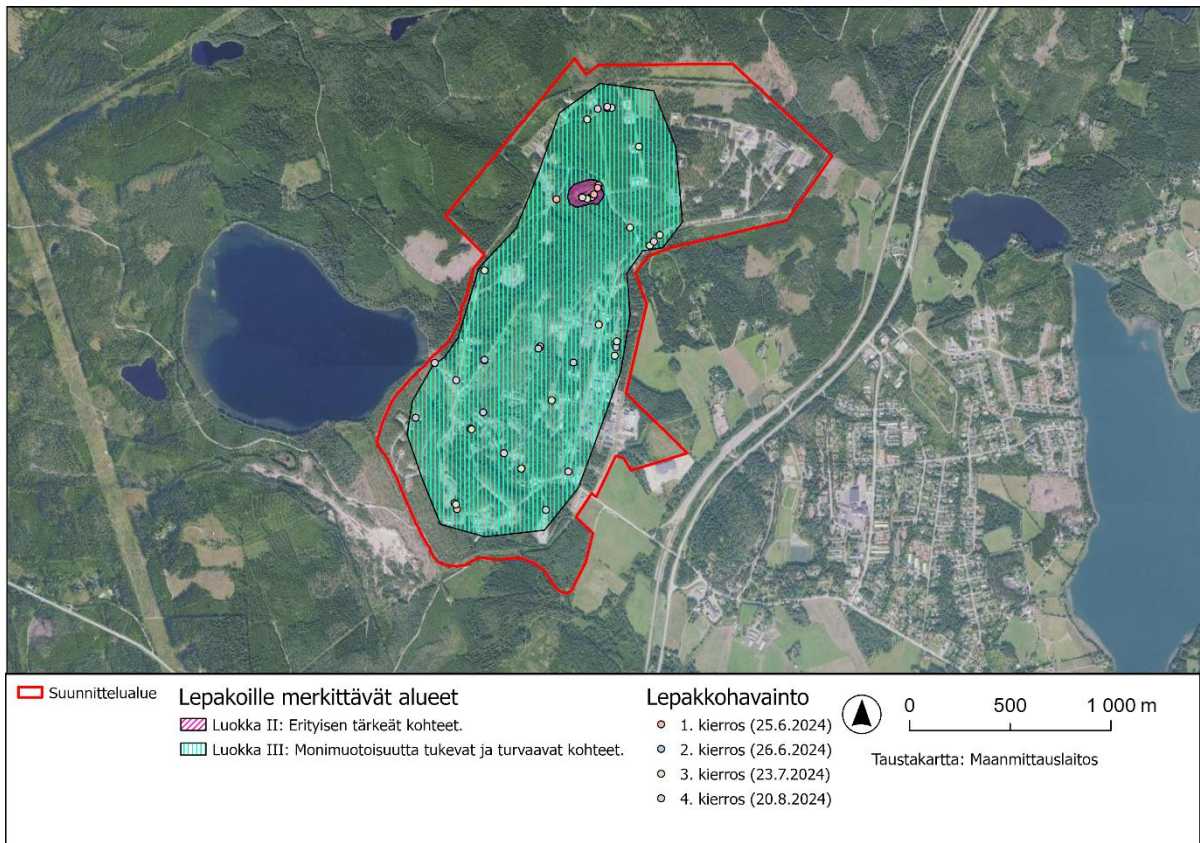 Suunnittelualue
Lepakoille merkittävät alueet
Luokka II: Erityisen tärkeät kohteet.
Luokka III: Monimuotoisuutta tukevat ja turvaavat kohteet.
Lepakkohavainto
1. kierros (25.6.2024)
2. kierros (26.6.2024)
3. kierros (23.7.2024)
4. kierros (20.8.2024)
0 500 1 000 m
Taustakartta: Maanmittauslaitos